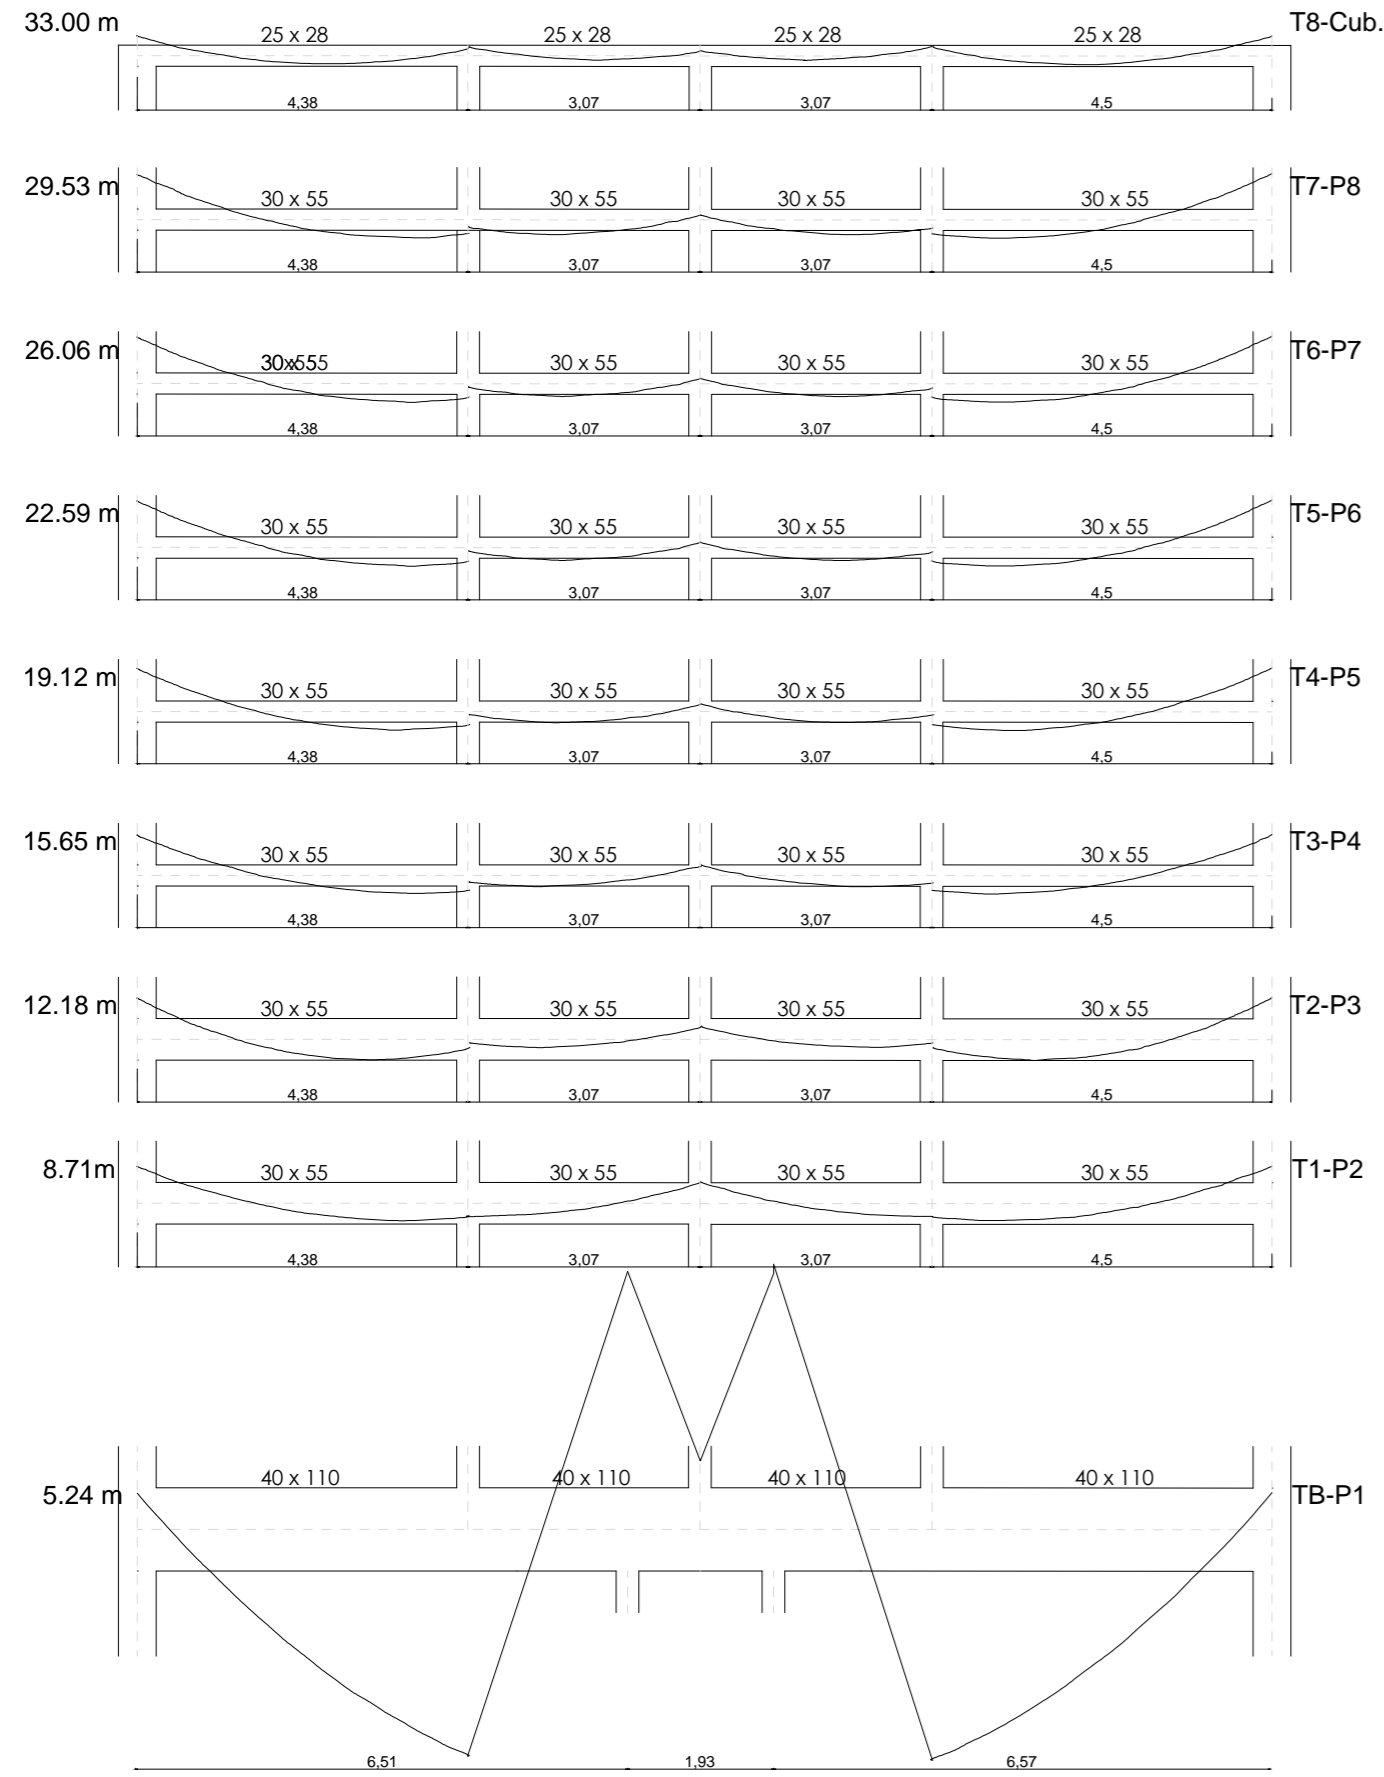 33.00 m 25 x 28 25 x 28 25 x 28 25 x 28 T8-Cub.
4,38 3,07 3,07 4,5
29.53 m 30 x 55 30 x 55 30 x 55 30 x 55 T7-P8
4,38 3,07 3,07 4,5
26.06 m 30 x 55 30 x 55 30 x 55 30 x 55 T6-P7
4,38 3,07 3,07 4,5
22.59 m 30 x 55 30 x 55 30 x 55 30 x 55 T5-P6
4,38 3,07 3,07 4,5
19.12 m 30 x 55 30 x 55 30 x 55 30 x 55 T4-P5
4,38 3,07 3,07 4,5
15.65 m 30 x 55 30 x 55 30 x 55 30 x 55 T3-P4
4,38 3,07 3,07 4,5
12.18 m 30 x 55 30 x 55 30 x 55 30 x 55 T2-P3
4,38 3,07 3,07 4,5
8.71m 30 x 55 30 x 55 30 x 55 30 x 55 T1-P2
4,38 3,07 3,07 4,5
5.24 m 40 x 110 40 x 110 40 x 110 40 x 110 TB-P1
6,51 1,93 6,57